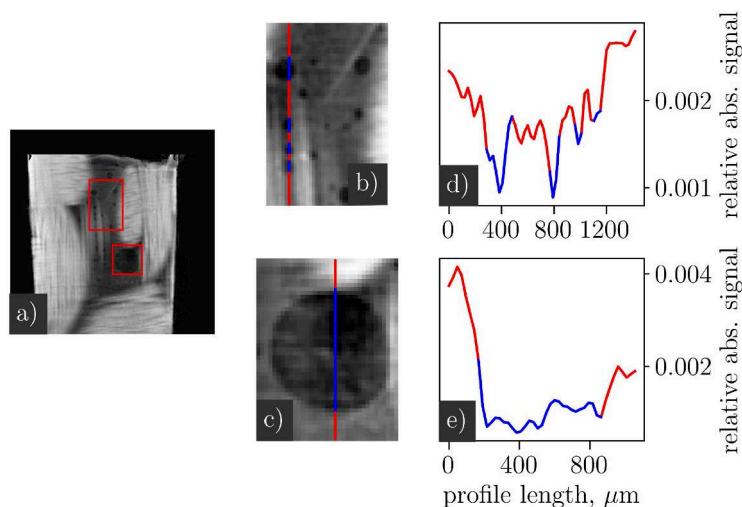 a)
b)
c)
d)
0.002
0.001
0
400
800
1200
relative abs. signal
e)
0.004
0.002
0
400
800
relative abs. signal
profile length, μm